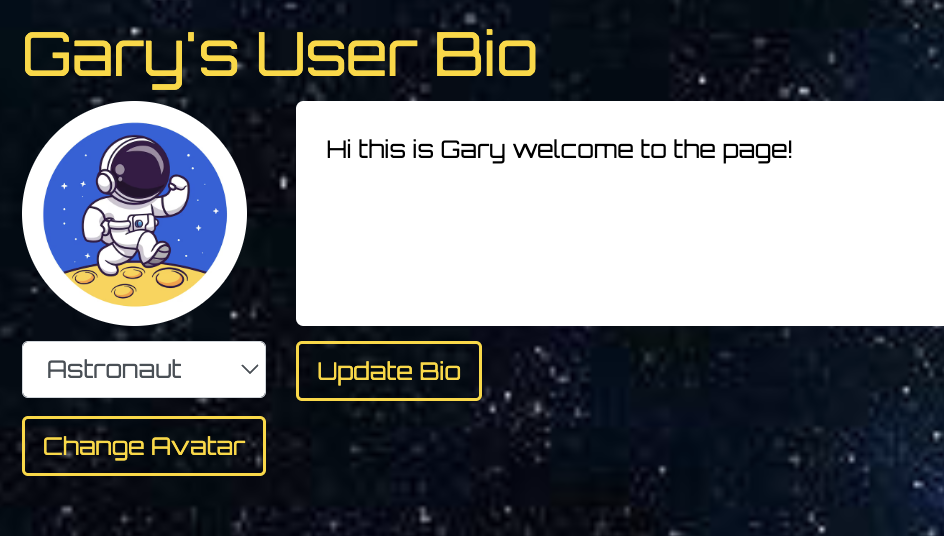 Gary's User Bio
Hi this is Gary welcome to the page!
Astronaut
Update Bio
Change Avatar